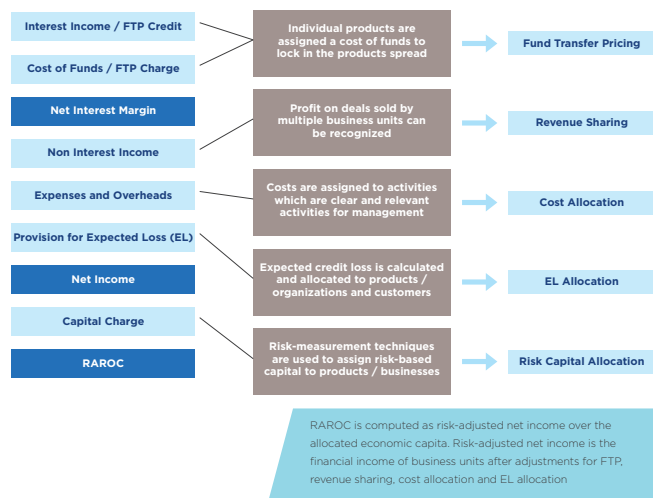 Interest Income / FTP Credit
Cost of Funds / FTP Charge
Net Interest Margin
Non Interest Income
Expenses and Overheads
Provision for Expected Loss (EL)
Net Income
Capital Charge
RAROC
Individual products are
assigned a cost of funds to
lock in the products spread
Profit on deals sold by
multiple business units can
be recognized
Costs are assigned to activities
which are clear and relevant
activities for management
Expected credit loss is calculated
and allocated to products /
organizations and customers
Risk-measurement techniques
are used to assign risk-based
capital to products / businesses
Fund Transfer Pricing
Revenue Sharing
Cost Allocation
EL Allocation
Risk Capital Allocation
RAROC is computed as risk-adjusted net income over the
allocated economic capita. Risk-adjusted net income is the
financial income of business units after adjustments for FTP,
revenue sharing, cost allocation and EL allocation